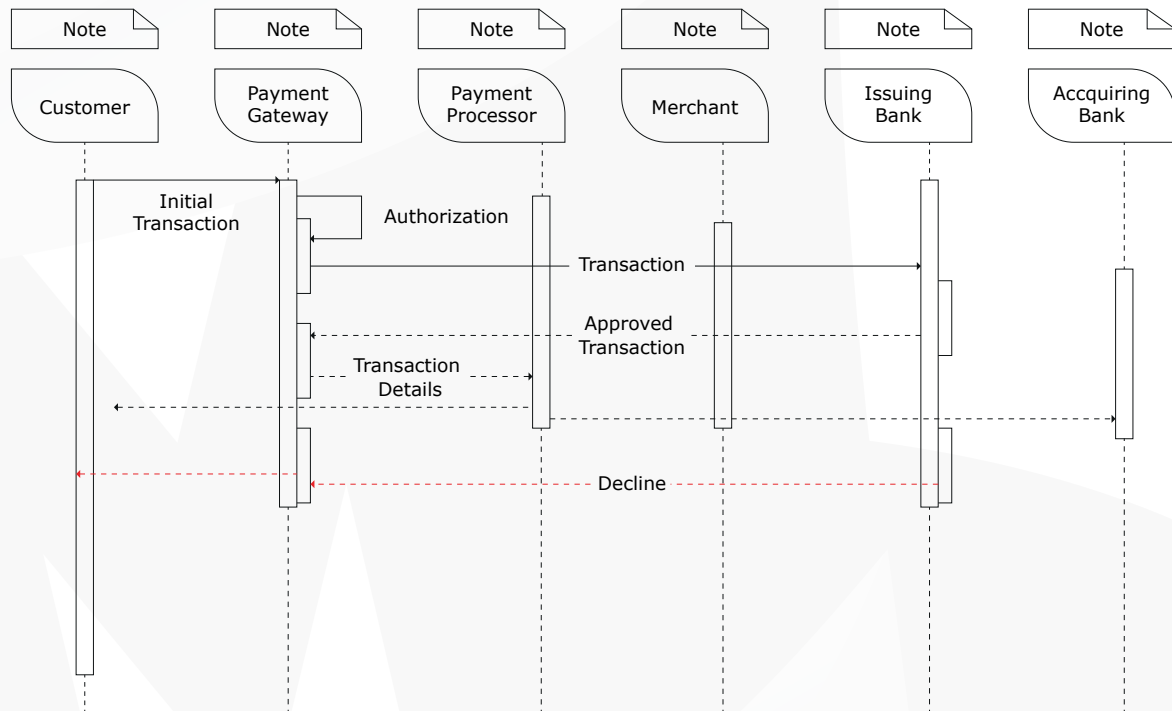 Note
Note
Note
Note
Note
Note
Customer
Payment
Gateway
Payment
Processor
Merchant
Issuing
Bank
Accquiring
Bank
Initial
Transaction
Authorization
Transaction
Approved
Transaction
Transaction
Details
Decline